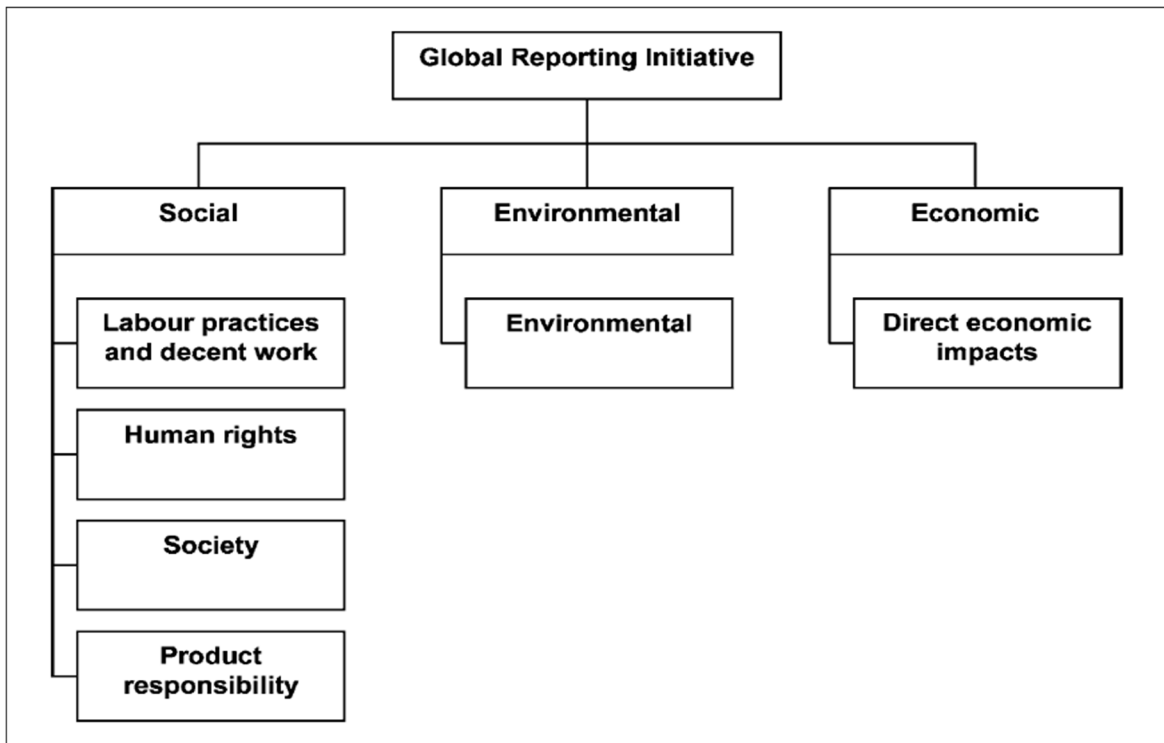 Global Reporting Initiative
Social
Environmental
Economic
Labour practices
and decent work
Environmental
Direct economic
impacts
Human rights
Society
Product
responsibility